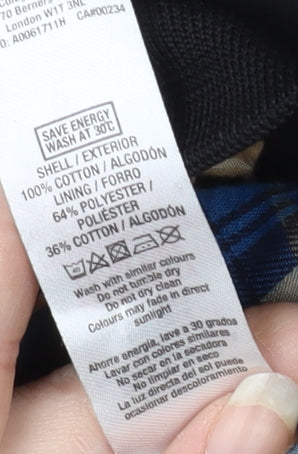 70 Berners
London W1T 3NL
O: A0061711H CA#00234
SAVE ENERGY
WASH AT 30°C
SHELL / EXTERIOR
100% COTTON / ALGODÓN
LINING / FORRO
64% POLYESTER /
POLIÉSTER
36% COTTON / ALGODÓN
40
Wash with similar colours
Do not tumble dry
Do not dry clean
Colours may fade in direct
sunlight
Ahorre energía, lave a 30 grados
Lavar con colores similares
No secar en la secadora
No limpiar en seco
La luz directa del sol puede
ocasionar descoloramiento